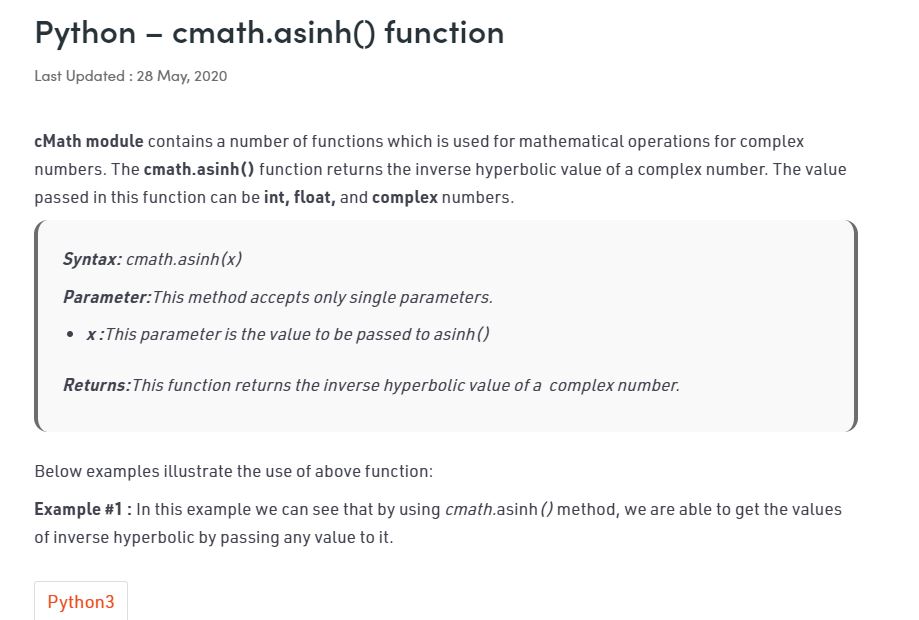 Python – cmath.asinh() function
Last Updated : 28 May, 2020
cMath module contains a number of functions which is used for mathematical operations for complex
numbers. The cmath.asinh() function returns the inverse hyperbolic value of a complex number. The value
passed in this function can be int, float, and complex numbers.
Syntax: cmath.asinh(x)
Parameter:This method accepts only single parameters.
• x :This parameter is the value to be passed to asinh()
Returns:This function returns the inverse hyperbolic value of a  complex number.
Below examples illustrate the use of above function:
Example #1 : In this example we can see that by using cmath.asinh() method, we are able to get the values
of inverse hyperbolic by passing any value to it.
Python3